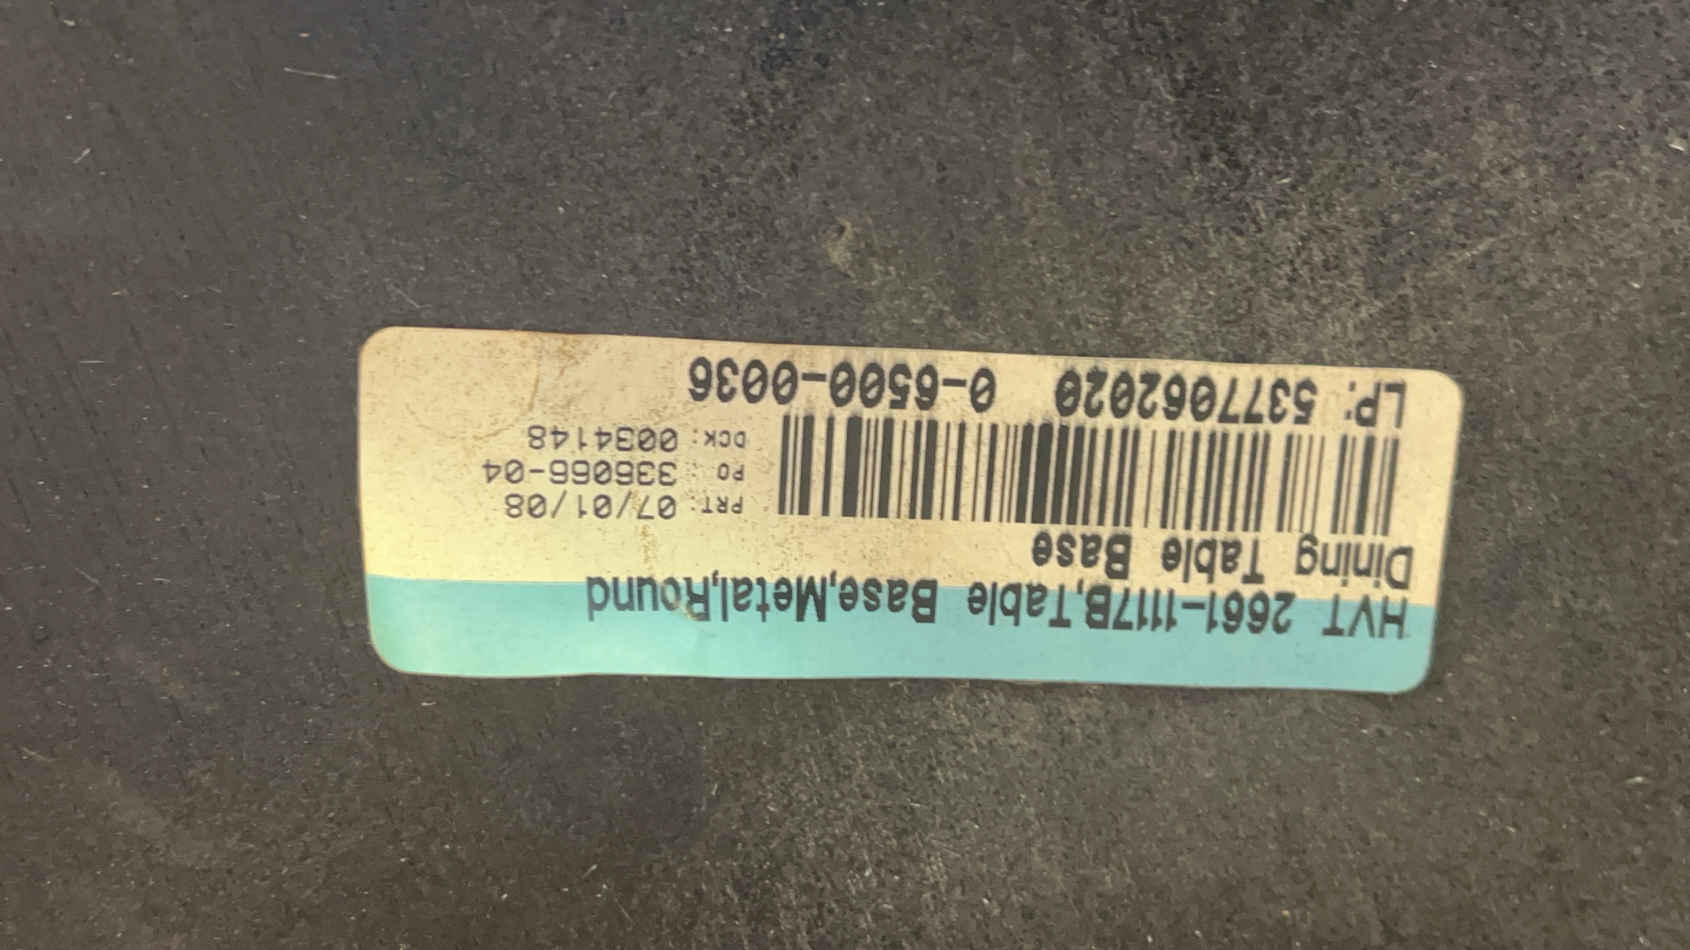 HVT 2661-1117B,Table Base,Metal,Round
Dining Table Base
PRT: 07/01/08
PO : 336066-04
DCK: 0034148
LP: 5377062020 0-6500-0036